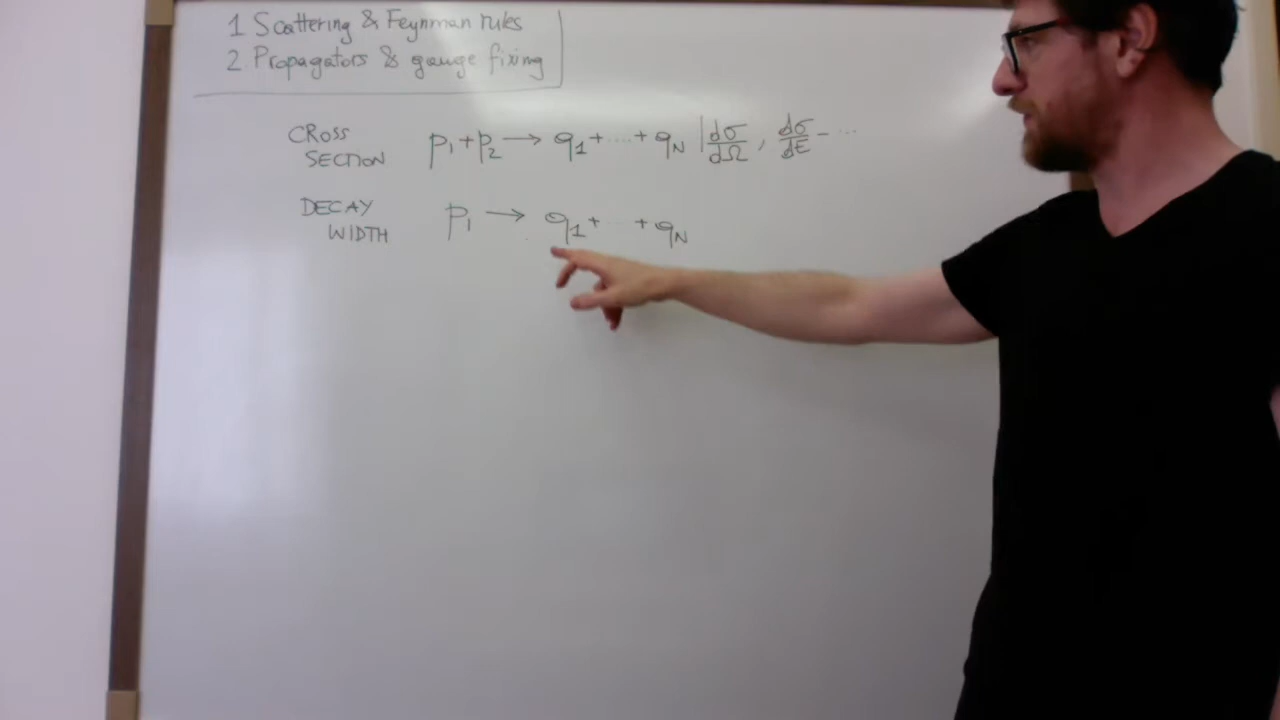 1 Scattering & Feynman rules
2 Propagators & gauge fixing
CROSS SECTION p₁+p₂ → q₁+....+q_N | dσ/dΩ, dσ/dE - ...
DECAY WIDTH p₁ → q₁+...+q_N